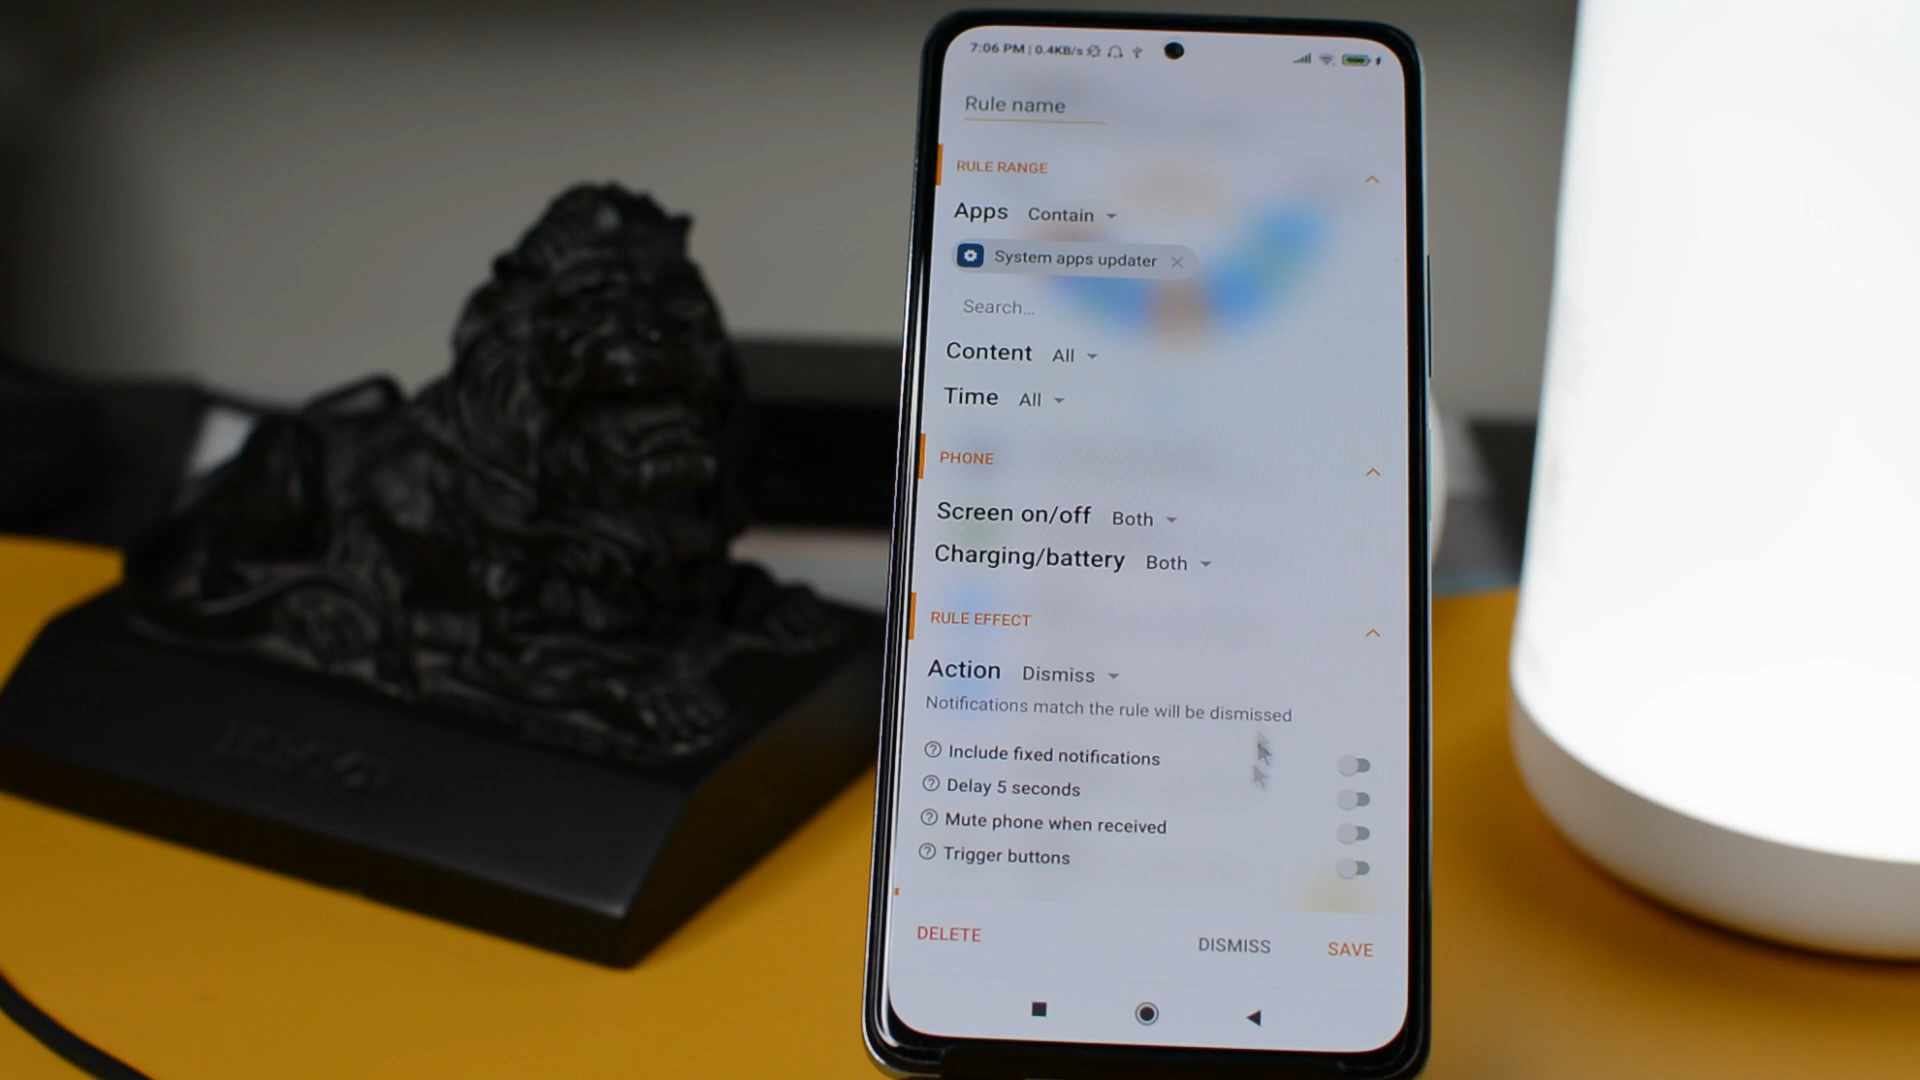 7:06 PM | 0.4KB/s
Rule name
RULE RANGE
Apps Contain
System apps updater
Search...
Content All
Time All
PHONE
Screen on/off Both
Charging/battery Both
RULE EFFECT
Action Dismiss
Notifications match the rule will be dismissed
Include fixed notifications
Delay 5 seconds
Mute phone when received
Trigger buttons
DELETE DISMISS SAVE